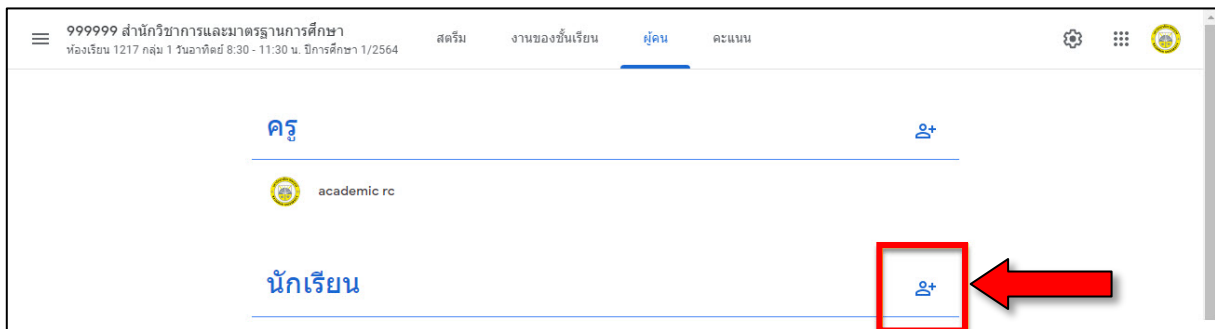 999999 สำนักวิชาการและมาตรฐานการศึกษา
ห้องเรียน 1217 กลุ่ม 1 วันอาทิตย์ 8:30 - 11:30 น. ปีการศึกษา 1/2564
สตรีม งานของชั้นเรียน ผู้คน คะแนน
ครู
academic rc
นักเรียน